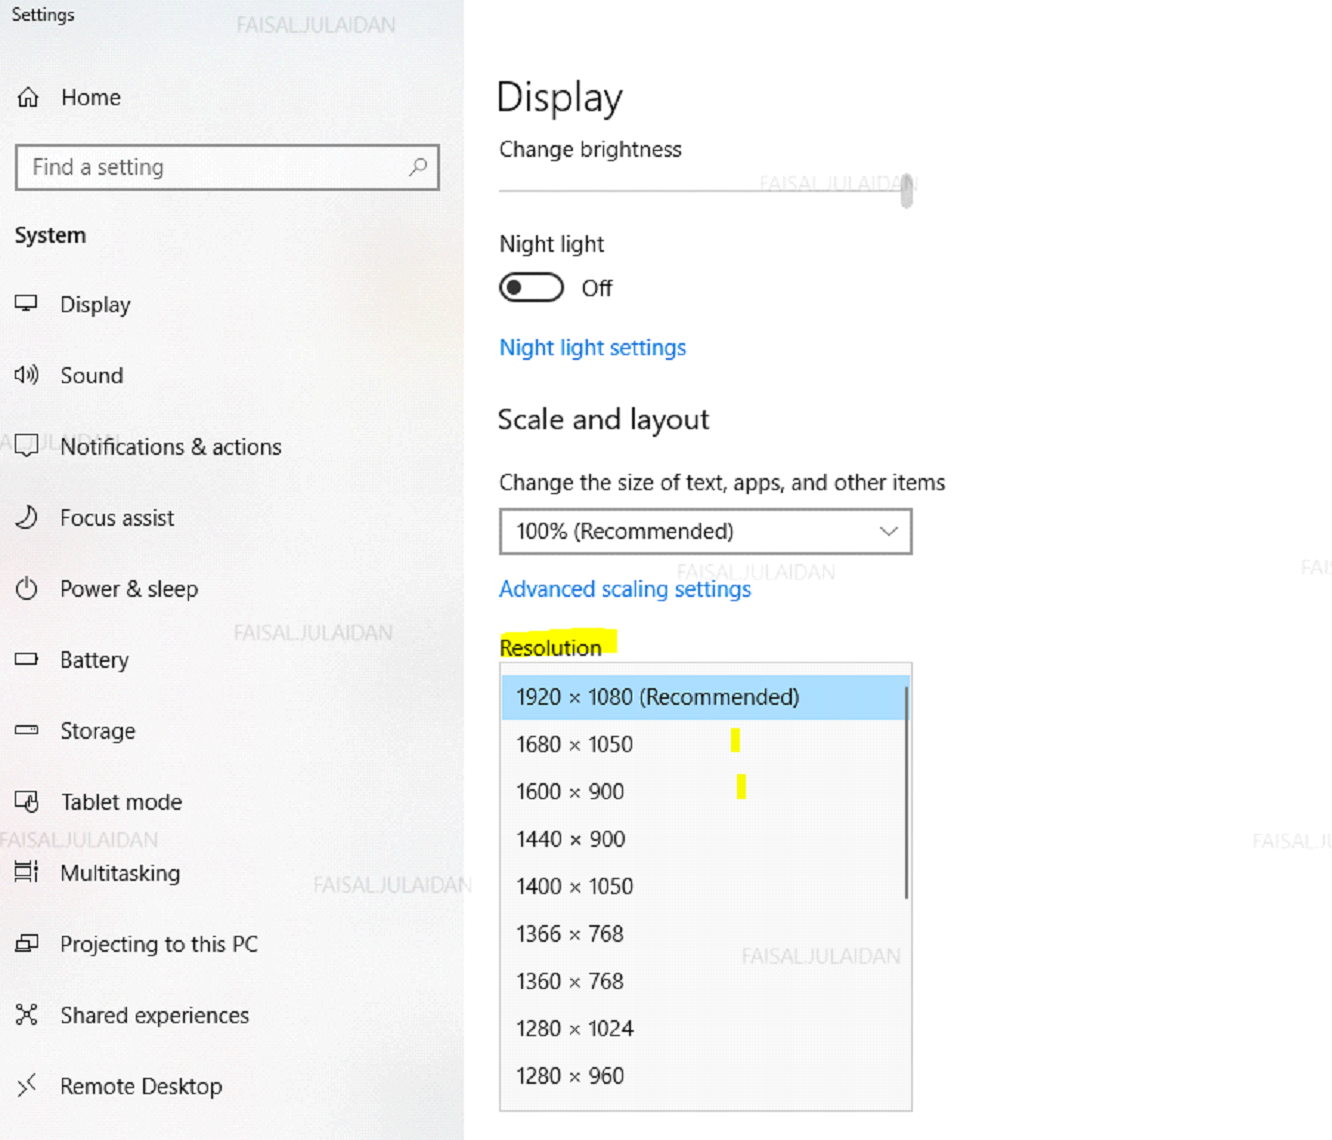 Settings
FAISALJULAIDAN
Home
Find a setting
System
Display
Sound
FAISALJULAIDAN
Notifications & actions
Focus assist
Power & sleep
FAISALJULAIDAN
Battery
Storage
Tablet mode
FAISALJULAIDAN
Multitasking
FAISALJULAIDAN
Projecting to this PC
Shared experiences
Remote Desktop
Display
Change brightness
FAISALJULAIDAN
Night light
Off
Night light settings
Scale and layout
Change the size of text, apps, and other items
100% (Recommended)
FAISALJULAIDAN
FAIS
Advanced scaling settings
Resolution
1920 × 1080 (Recommended)
1680 × 1050
1600 × 900
1440 × 900
FAISALJU
1400 × 1050
1366 × 768
FAISALJULAIDAN
1360 × 768
1280 × 1024
1280 × 960